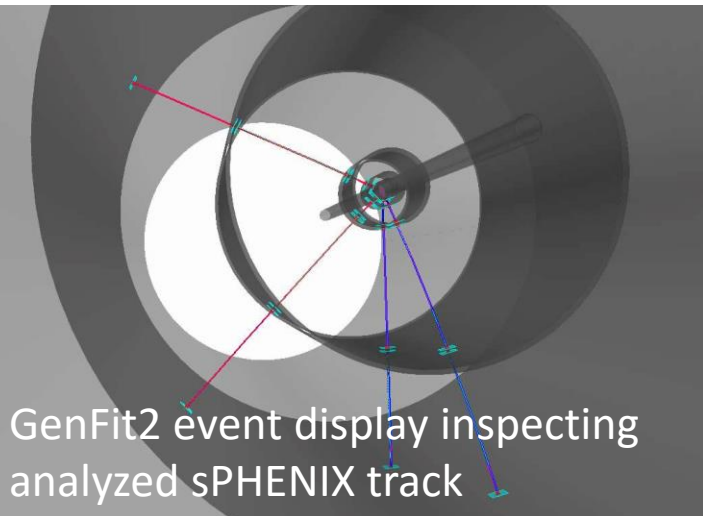 GenFit2 event display inspecting
analyzed sPHENIX track